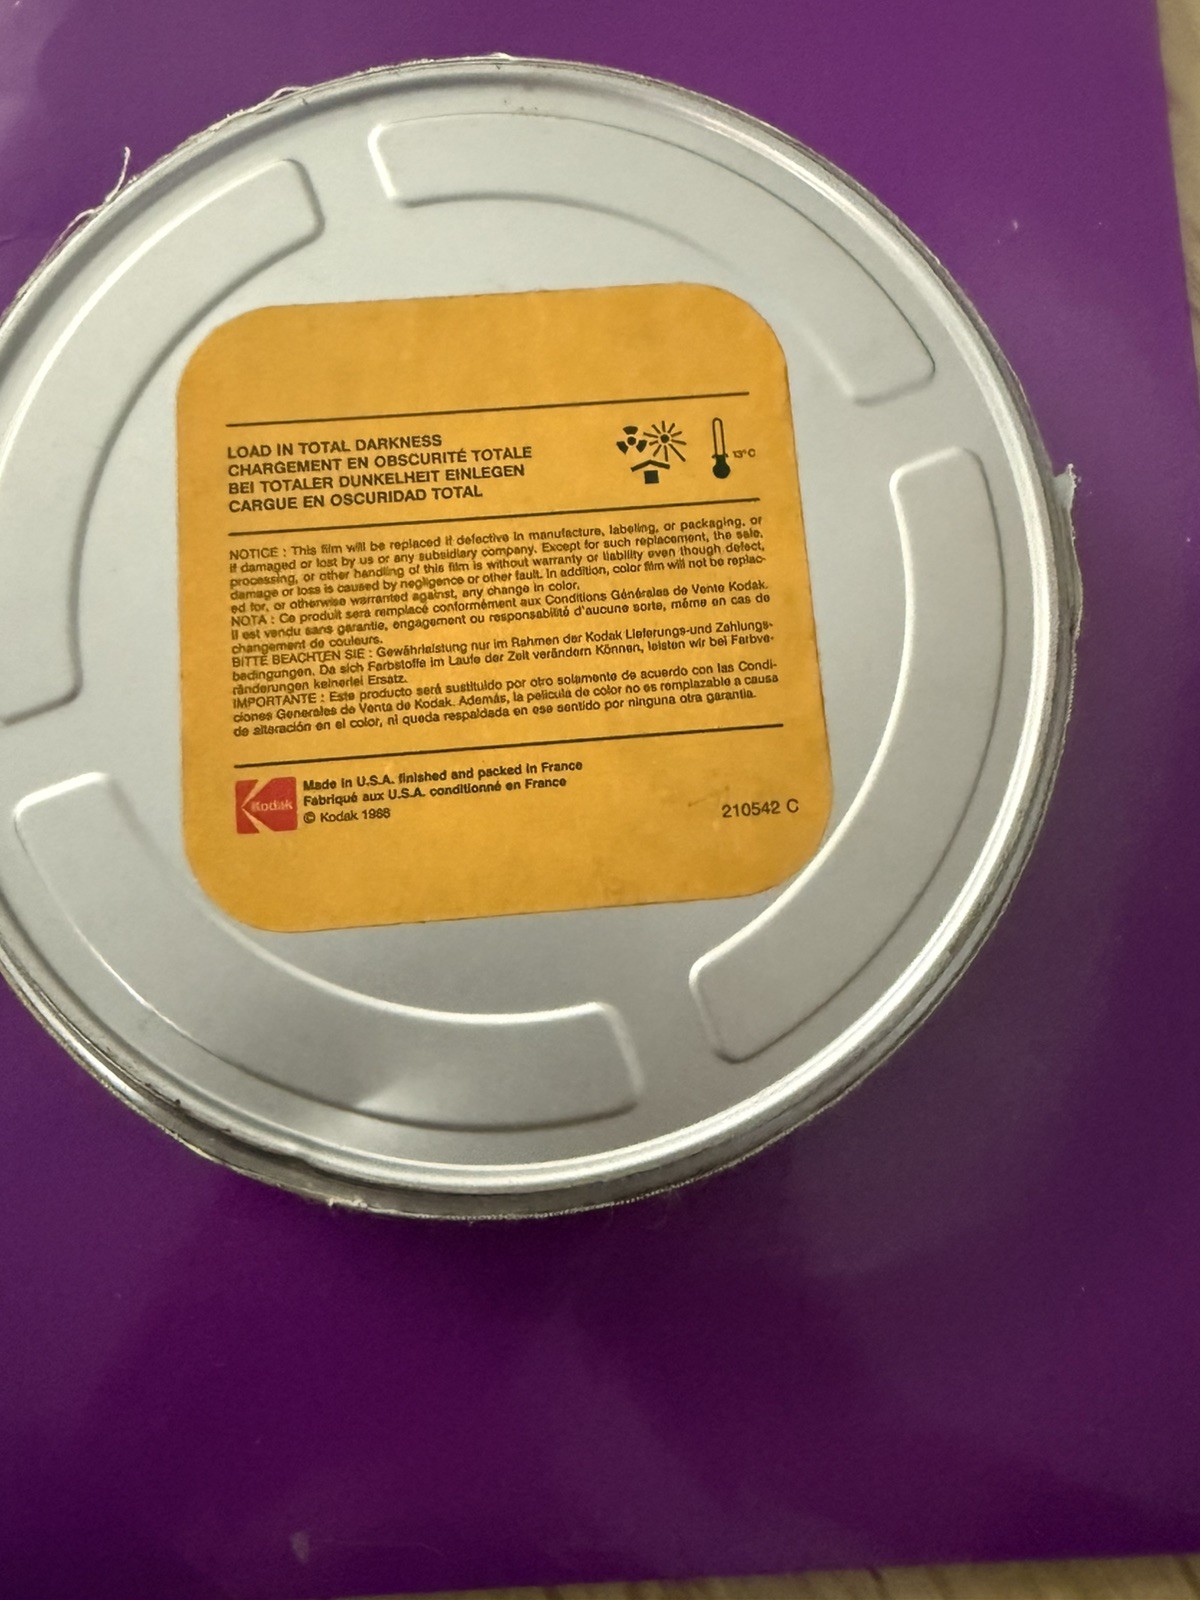 LOAD IN TOTAL DARKNESS
CHARGEMENT EN OBSCURITÉ TOTALE
BEI TOTALER DUNKELHEIT EINLEGEN
CARGUE EN OSCURIDAD TOTAL
13°C
NOTICE : This film will be replaced if defective in manufacture, labeling, or packaging, or
if damaged or lost by us or any subsidiary company. Except for such replacement, the sale,
processing, or other handling of this film is without warranty or liability even though defect,
damage or loss is caused by negligence or other fault. In addition, color film will not be replac-
ed for, or otherwise warranted against, any change in color.
NOTA : Ce produit sera remplacé conformément aux Conditions Générales de Vente Kodak.
Il est vendu sans garantie, engagement ou responsabilité d'aucune sorte, même en cas de
changement de couleurs.
BITTE BEACHTEN SIE : Gewährleistung nur im Rahmen der Kodak Lieferungs-und Zahlungs-
bedingungen. Da sich Farbstoffe im Laufe der Zeit verändern Können, leisten wir bei Farbve-
ränderungen keinerlei Ersatz.
IMPORTANTE : Este producto será sustituido por otro solamente de acuerdo con las Condi-
ciones Generales de Venta de Kodak. Además, la película de color no es remplazable a causa
de alteración en el color, ni queda respaldada en ese sentido por ninguna otra garantía.
Kodak
Made in U.S.A. finished and packed in France
Fabriqué aux U.S.A. conditionné en France
© Kodak 1986
210542 C